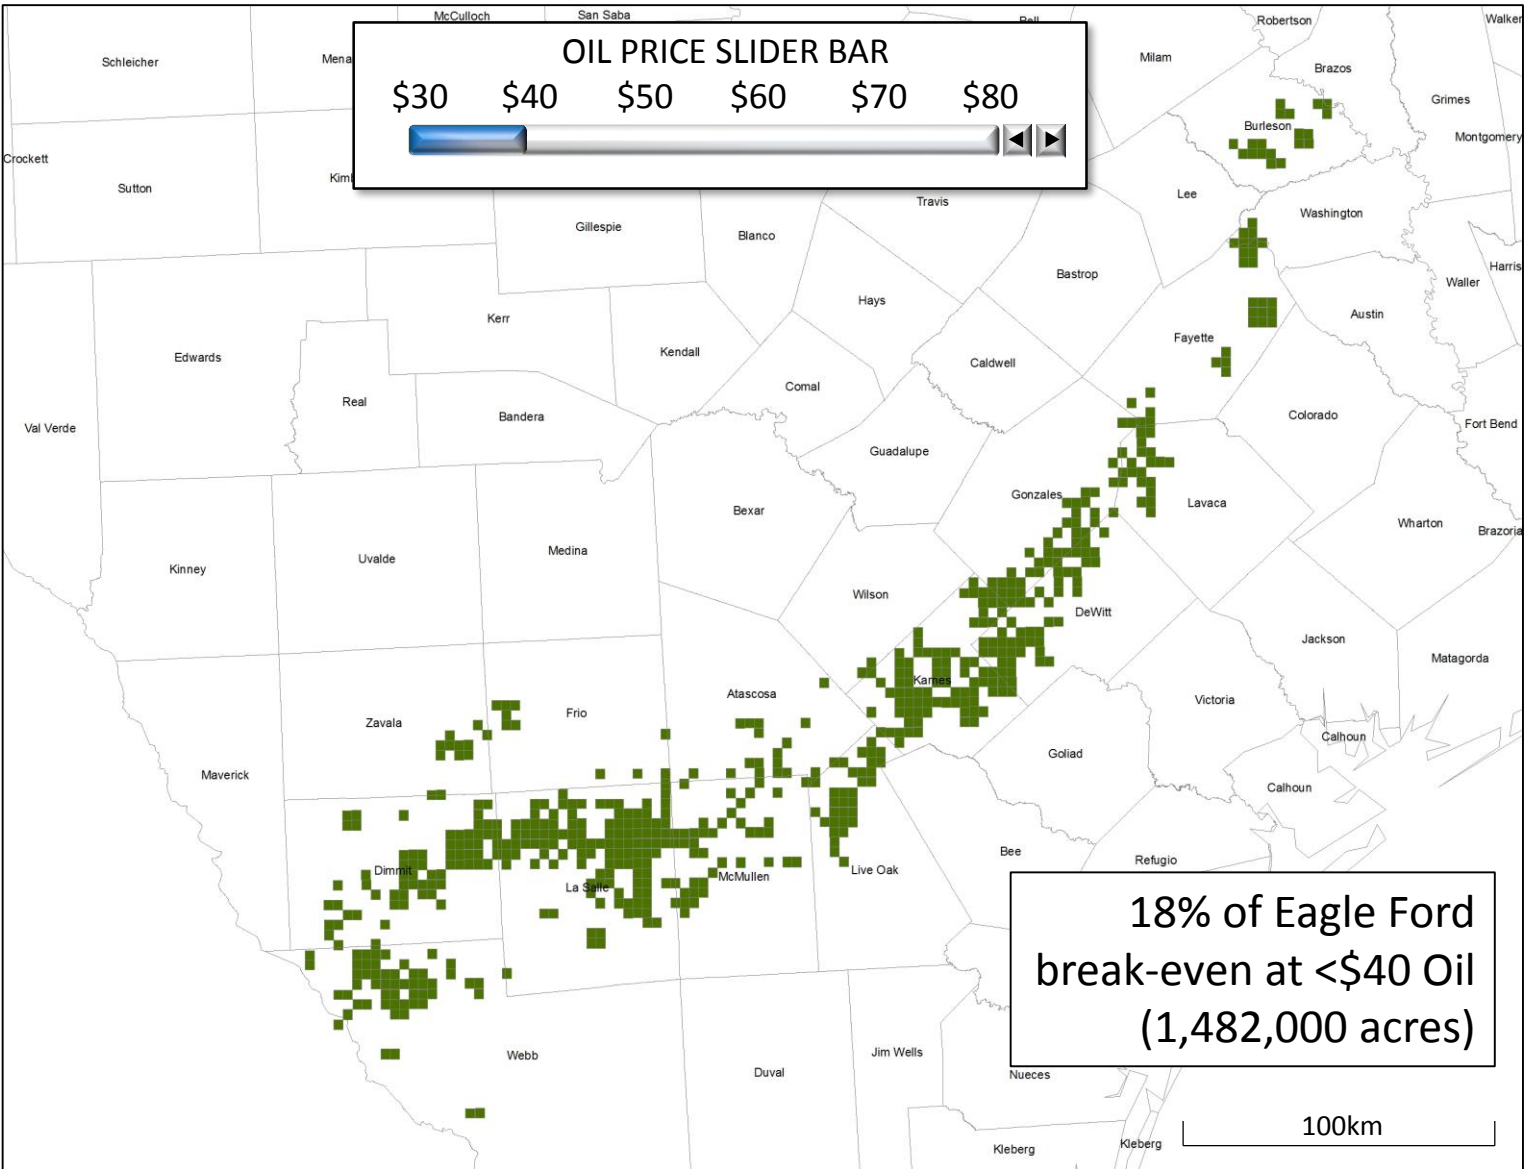 McCulloch
San Saba
Bell
Robertson
Walker
OIL PRICE SLIDER BAR
$30 $40 $50 $60 $70 $80
Schleicher
Mena
Milam
Brazos
Grimes
Burleson
Montgomery
Crockett
Sutton
Kim
Travis
Lee
Washington
Gillespie
Blanco
Bastrop
Harris
Waller
Hays
Austin
Kerr
Edwards
Kendall
Fayette
Caldwell
Comal
Real
Bandera
Colorado
Val Verde
Fort Bend
Guadalupe
Gonzales
Lavaca
Bexar
Wharton
Brazoria
Medina
Uvalde
Kinney
Wilson
DeWitt
Jackson
Matagorda
Karnes
Atascosa
Victoria
Frio
Zavala
Calhoun
Goliad
Maverick
Calhoun
Bee
Refugio
Dimmit
La Salle
McMullen
Live Oak
18% of Eagle Ford
break-even at <$40 Oil
(1,482,000 acres)
Webb
Duval
Jim Wells
Nueces
100km
Kleberg
Kleberg